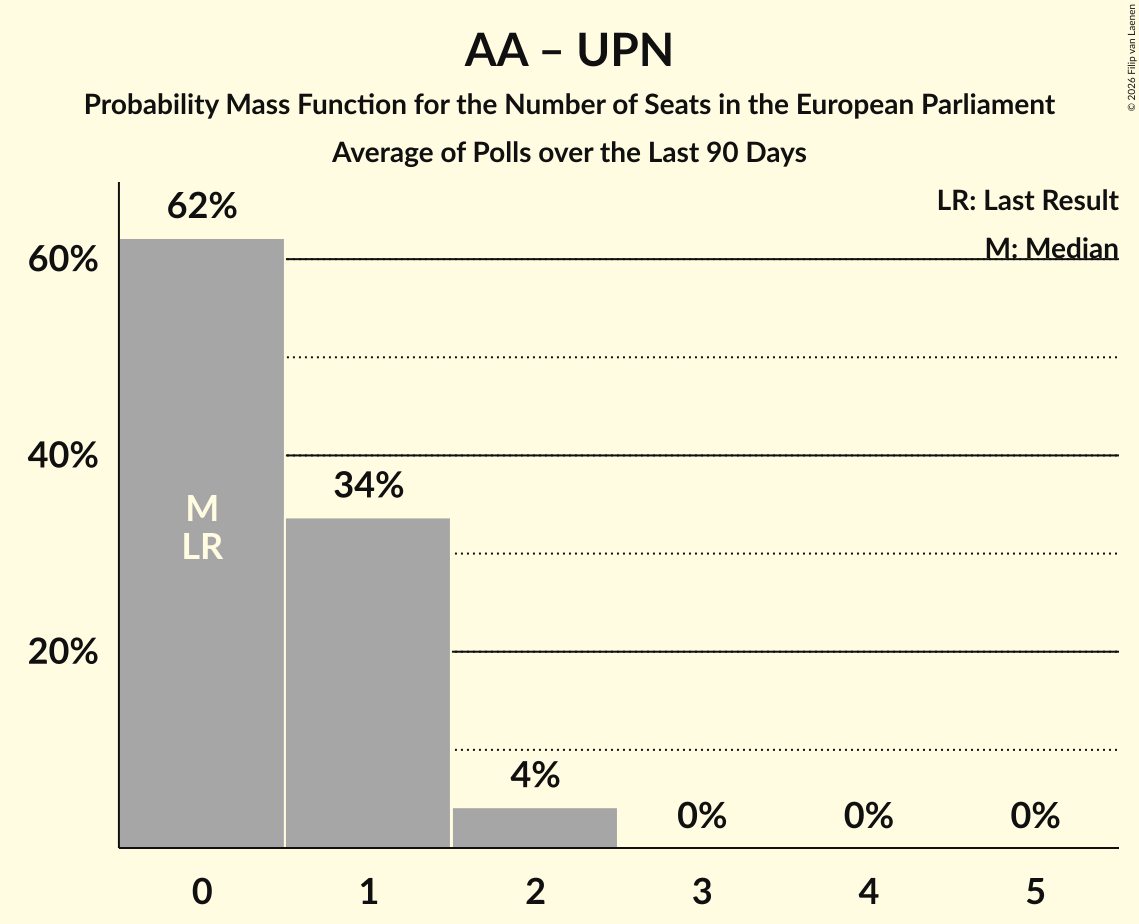 AA – UPN
Probability Mass Function for the Number of Seats in the European Parliament
Average of Polls over the Last 90 Days
© 2026 Filip van Laenen
LR: Last Result
M: Median
62%
60%
40%
34%
M
LR
20%
4%
0%
0%
0%
0
1
2
3
4
5